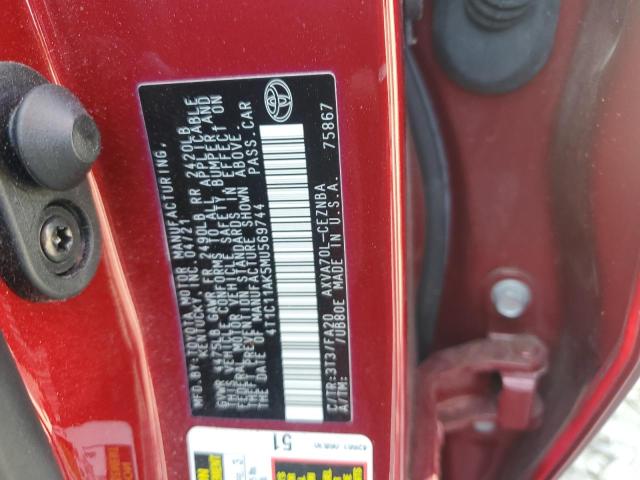 MFD.BY:TOYOTA MOTOR MANUFACTURING,
KENTUCKY, INC. 04/21
GVWR 4475LB GAWR FR 2490LB RR 2420LB
THIS VEHICLE CONFORMS TO ALL APPLICABLE
FEDERAL MOTOR VEHICLE SAFETY BUMPER, AND
THEFT PREVENTION STANDARDS IN EFFECT ON
THE DATE OF MANUFACTURE SHOWN ABOVE.
4T1C11AK5MU569744 PASS.CAR
C/TR:3T3/FA20 AXVA70L-CEZNBA 75867
A/TM: /UB80E MADE IN U.S.A.
51